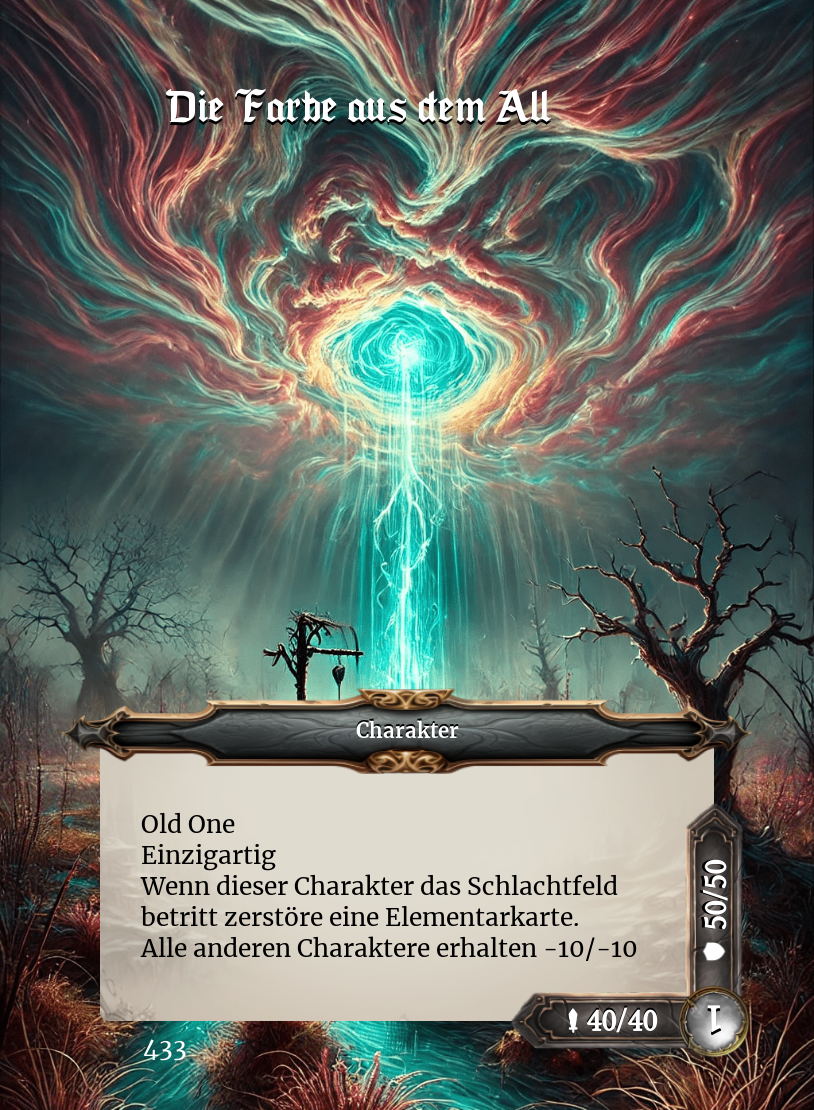 Die Farbe aus dem All
Charakter
Old One
Einzigartig
Wenn dieser Charakter das Schlachtfeld
betritt zerstöre eine Elementarkarte.
Alle anderen Charaktere erhalten -10/-10
50/50
40/40
1
433